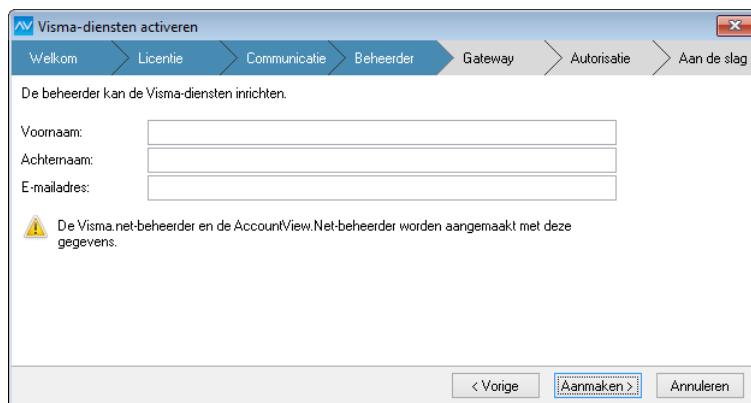 Visma-diensten activeren
Welkom Licentie Communicatie Beheerder Gateway Autorisatie Aan de slag
De beheerder kan de Visma-diensten inrichten.
Voornaam:
Achternaam:
E-mailadres:
De Visma.net-beheerder en de AccountView.Net-beheerder worden aangemaakt met deze
gegevens.
< Vorige Aanmaken > Annuleren